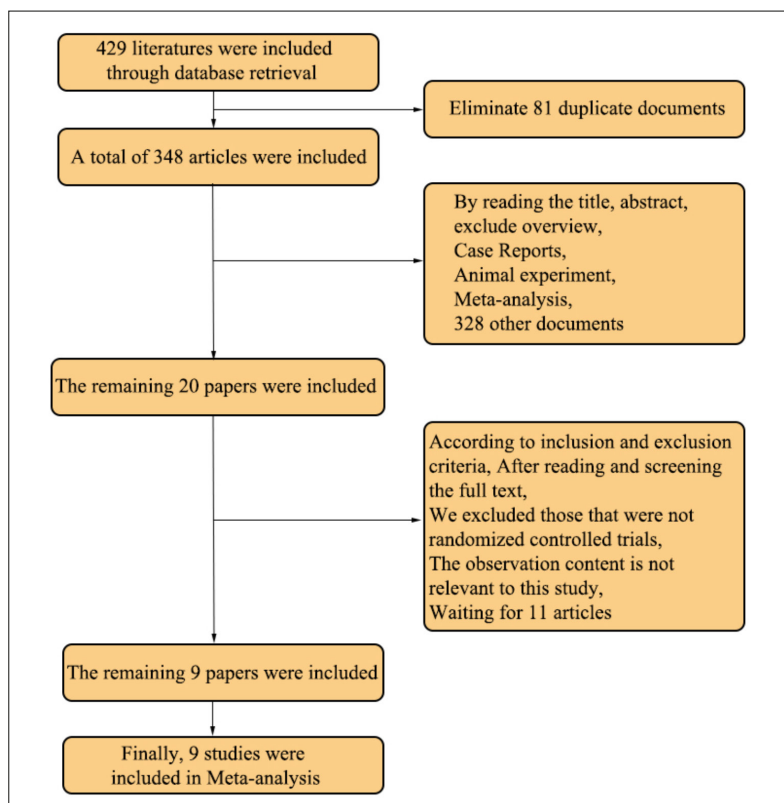 429 literatures were included
through database retrieval
Eliminate 81 duplicate documents
A total of 348 articles were included
By reading the title, abstract,
exclude overview,
Case Reports,
Animal experiment,
Meta-analysis,
328 other documents
The remaining 20 papers were included
According to inclusion and exclusion
criteria, After reading and screening
the full text,
We excluded those that were not
randomized controlled trials,
The observation content is not
relevant to this study,
Waiting for 11 articles
The remaining 9 papers were included
Finally, 9 studies were
included in Meta-analysis